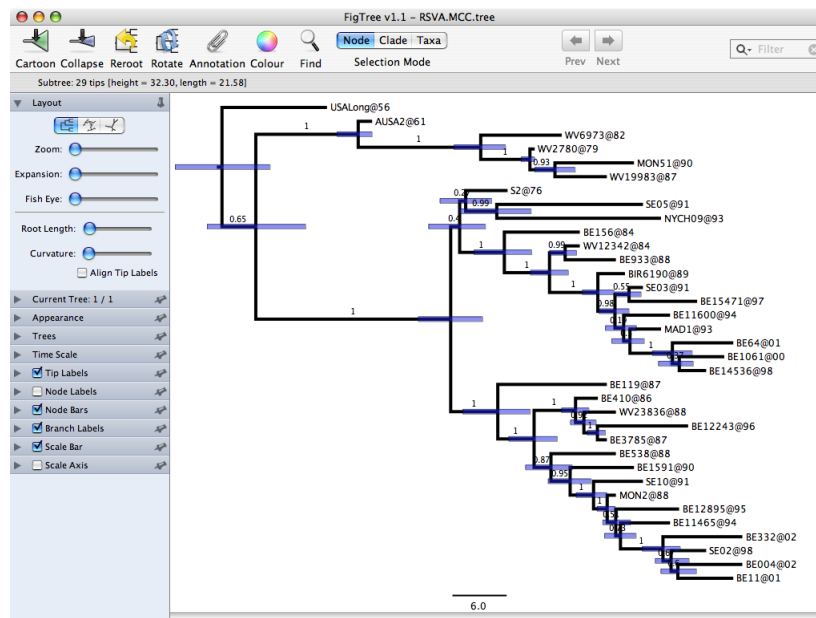 FigTree v1.1 – RSVA.MCC.tree
Cartoon Collapse Reroot Rotate Annotation Colour Find
Node Clade Taxa
Selection Mode
Prev Next
Filter
Subtree: 29 tips [height = 32.30, length = 21.58]
Layout
Zoom:
Expansion:
Fish Eye:
Root Length:
Curvature:
Align Tip Labels
Current Tree: 1 / 1
Appearance
Trees
Time Scale
Tip Labels
Node Labels
Node Bars
Branch Labels
Scale Bar
Scale Axis
USALong@56
AUSA2@61
1
WV6973@82
1
WV2780@79
1
MON51@90
0.93
WV19983@87
S2@76
SE05@91
0.99
NYCH09@93
0.65
BE156@84
WV12342@84
0.99
BE933@88
1
BIR6190@89
1
SE03@91
0.55
BE15471@97
0.98
BE11600@94
MAD1@93
BE64@01
1
BE1061@00
BE14536@98
1
BE119@87
BE410@86
1
WV23836@88
BE12243@96
1
BE3785@87
1
1
BE538@88
0.87
BE1591@90
0.95
SE10@91
1
MON2@88
1
BE12895@95
BE11465@94
BE332@02
1
SE02@98
BE004@02
BE11@01
6.0